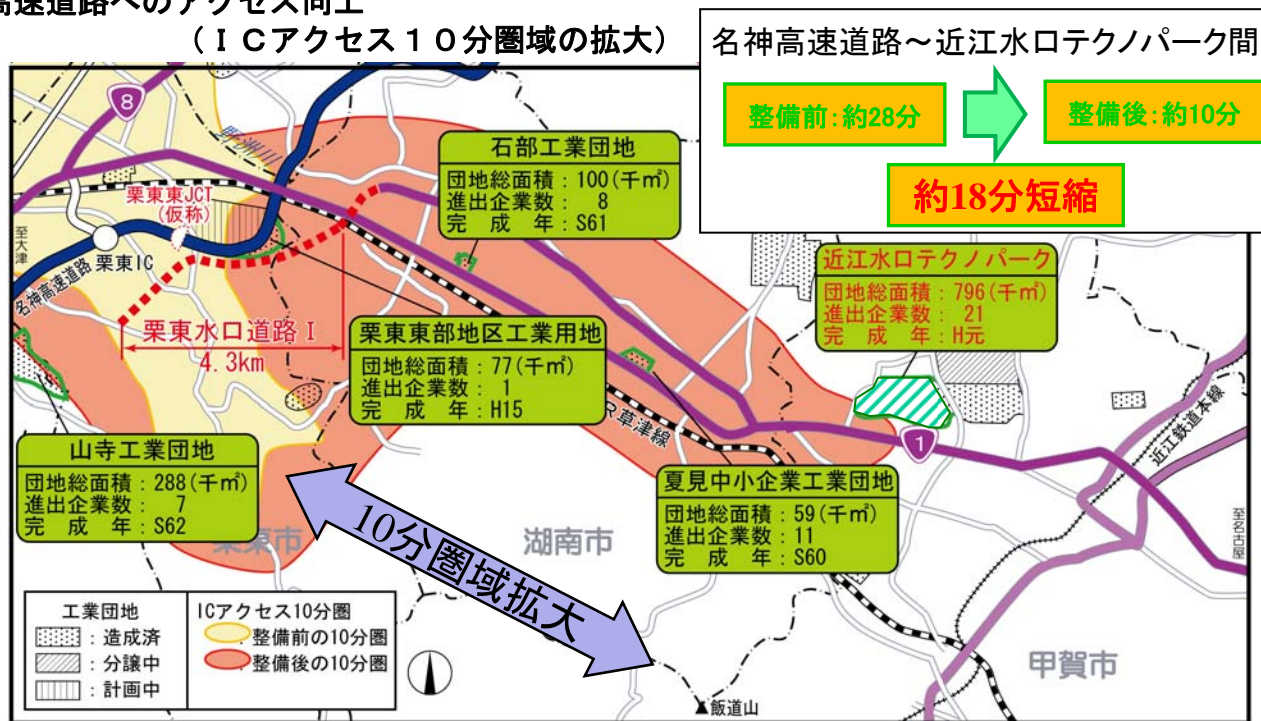 高速道路へのアクセス向上
（ＩＣアクセス１０分圏域の拡大）
名神高速道路～近江水口テクノパーク間
整備前：約28分
整備後：約10分
約18分短縮
8
石部工業団地
団地総面積：100(千㎡)
進出企業数： 8
完 成 年：S61
栗東東JCT
(仮称)
至大津
栗東IC
名神高速道路
近江水口テクノパーク
団地総面積：796(千㎡)
進出企業数： 21
完 成 年：H元
栗東水口道路Ⅰ
4.3km
栗東東部地区工業用地
団地総面積：77(千㎡)
進出企業数： 1
完 成 年：H15
草津線
1
近江鉄道本線
山寺工業団地
団地総面積：288(千㎡)
進出企業数： 7
完 成 年：S62
夏見中小企業工業団地
団地総面積：59(千㎡)
進出企業数：11
完 成 年：S60
至名古屋
栗東市
湖南市
10分圏域拡大
甲賀市
飯道山
工業団地
：造成済
：分譲中
：計画中
ICアクセス10分圏
：整備前の10分圏
：整備後の10分圏